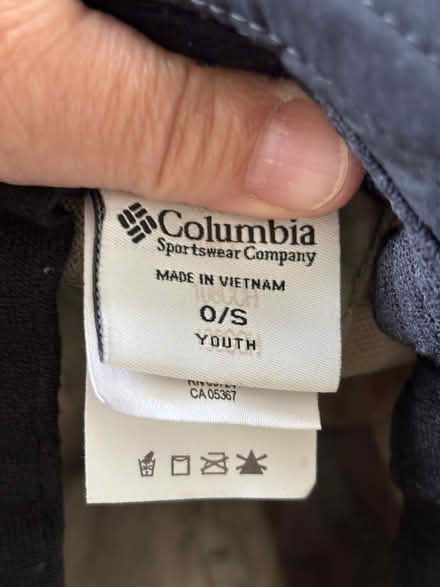 Columbia
Sportswear Company
MADE IN VIETNAM
O/S
YOUTH
CA 05367